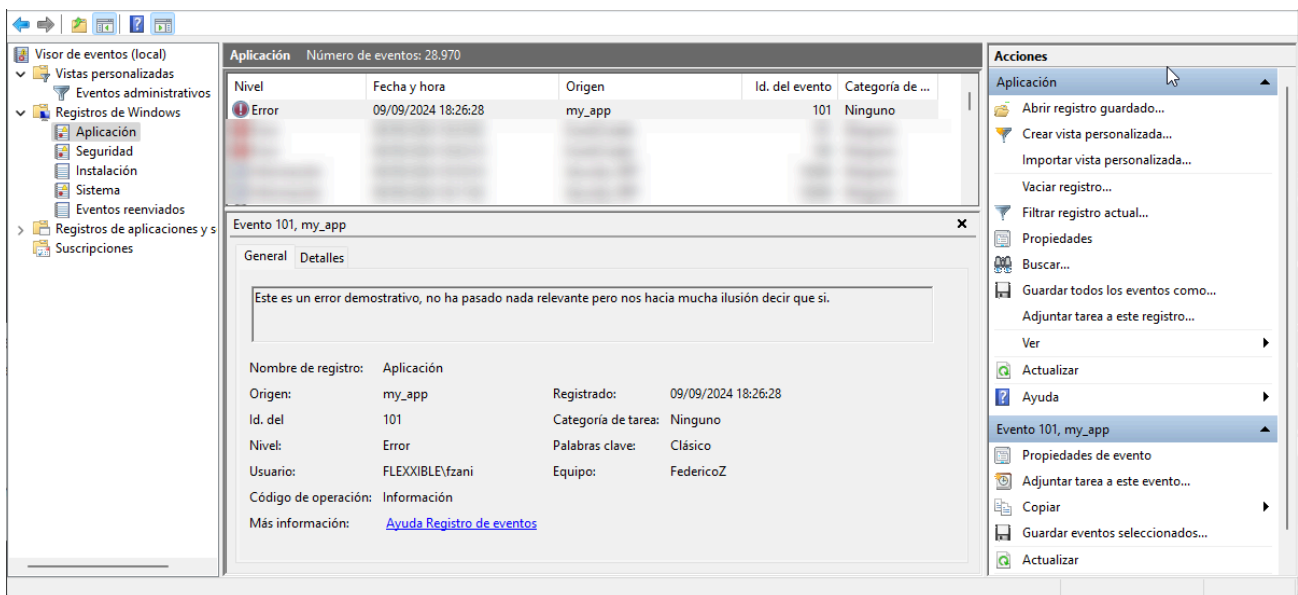 Visor de eventos (local)
Vistas personalizadas
Eventos administrativos
Registros de Windows
Aplicación
Seguridad
Instalación
Sistema
Eventos reenviados
Registros de aplicaciones y s
Suscripciones
Aplicación Número de eventos: 28.970
Nivel Fecha y hora Origen Id. del evento Categoría de ...
Error 09/09/2024 18:26:28 my_app 101 Ninguno
Evento 101, my_app
General Detalles
Este es un error demostrativo, no ha pasado nada relevante pero nos hacia mucha ilusión decir que si.
Nombre de registro: Aplicación
Origen: my_app Registrado: 09/09/2024 18:26:28
Id. del 101 Categoría de tarea: Ninguno
Nivel: Error Palabras clave: Clásico
Usuario: FLEXXIBLE\fzani Equipo: FedericoZ
Código de operación: Información
Más información: Ayuda Registro de eventos
Acciones
Aplicación
Abrir registro guardado...
Crear vista personalizada...
Importar vista personalizada...
Vaciar registro...
Filtrar registro actual...
Propiedades
Buscar...
Guardar todos los eventos como...
Adjuntar tarea a este registro...
Ver
Actualizar
Ayuda
Evento 101, my_app
Propiedades de evento
Adjuntar tarea a este evento...
Copiar
Guardar eventos seleccionados...
Actualizar